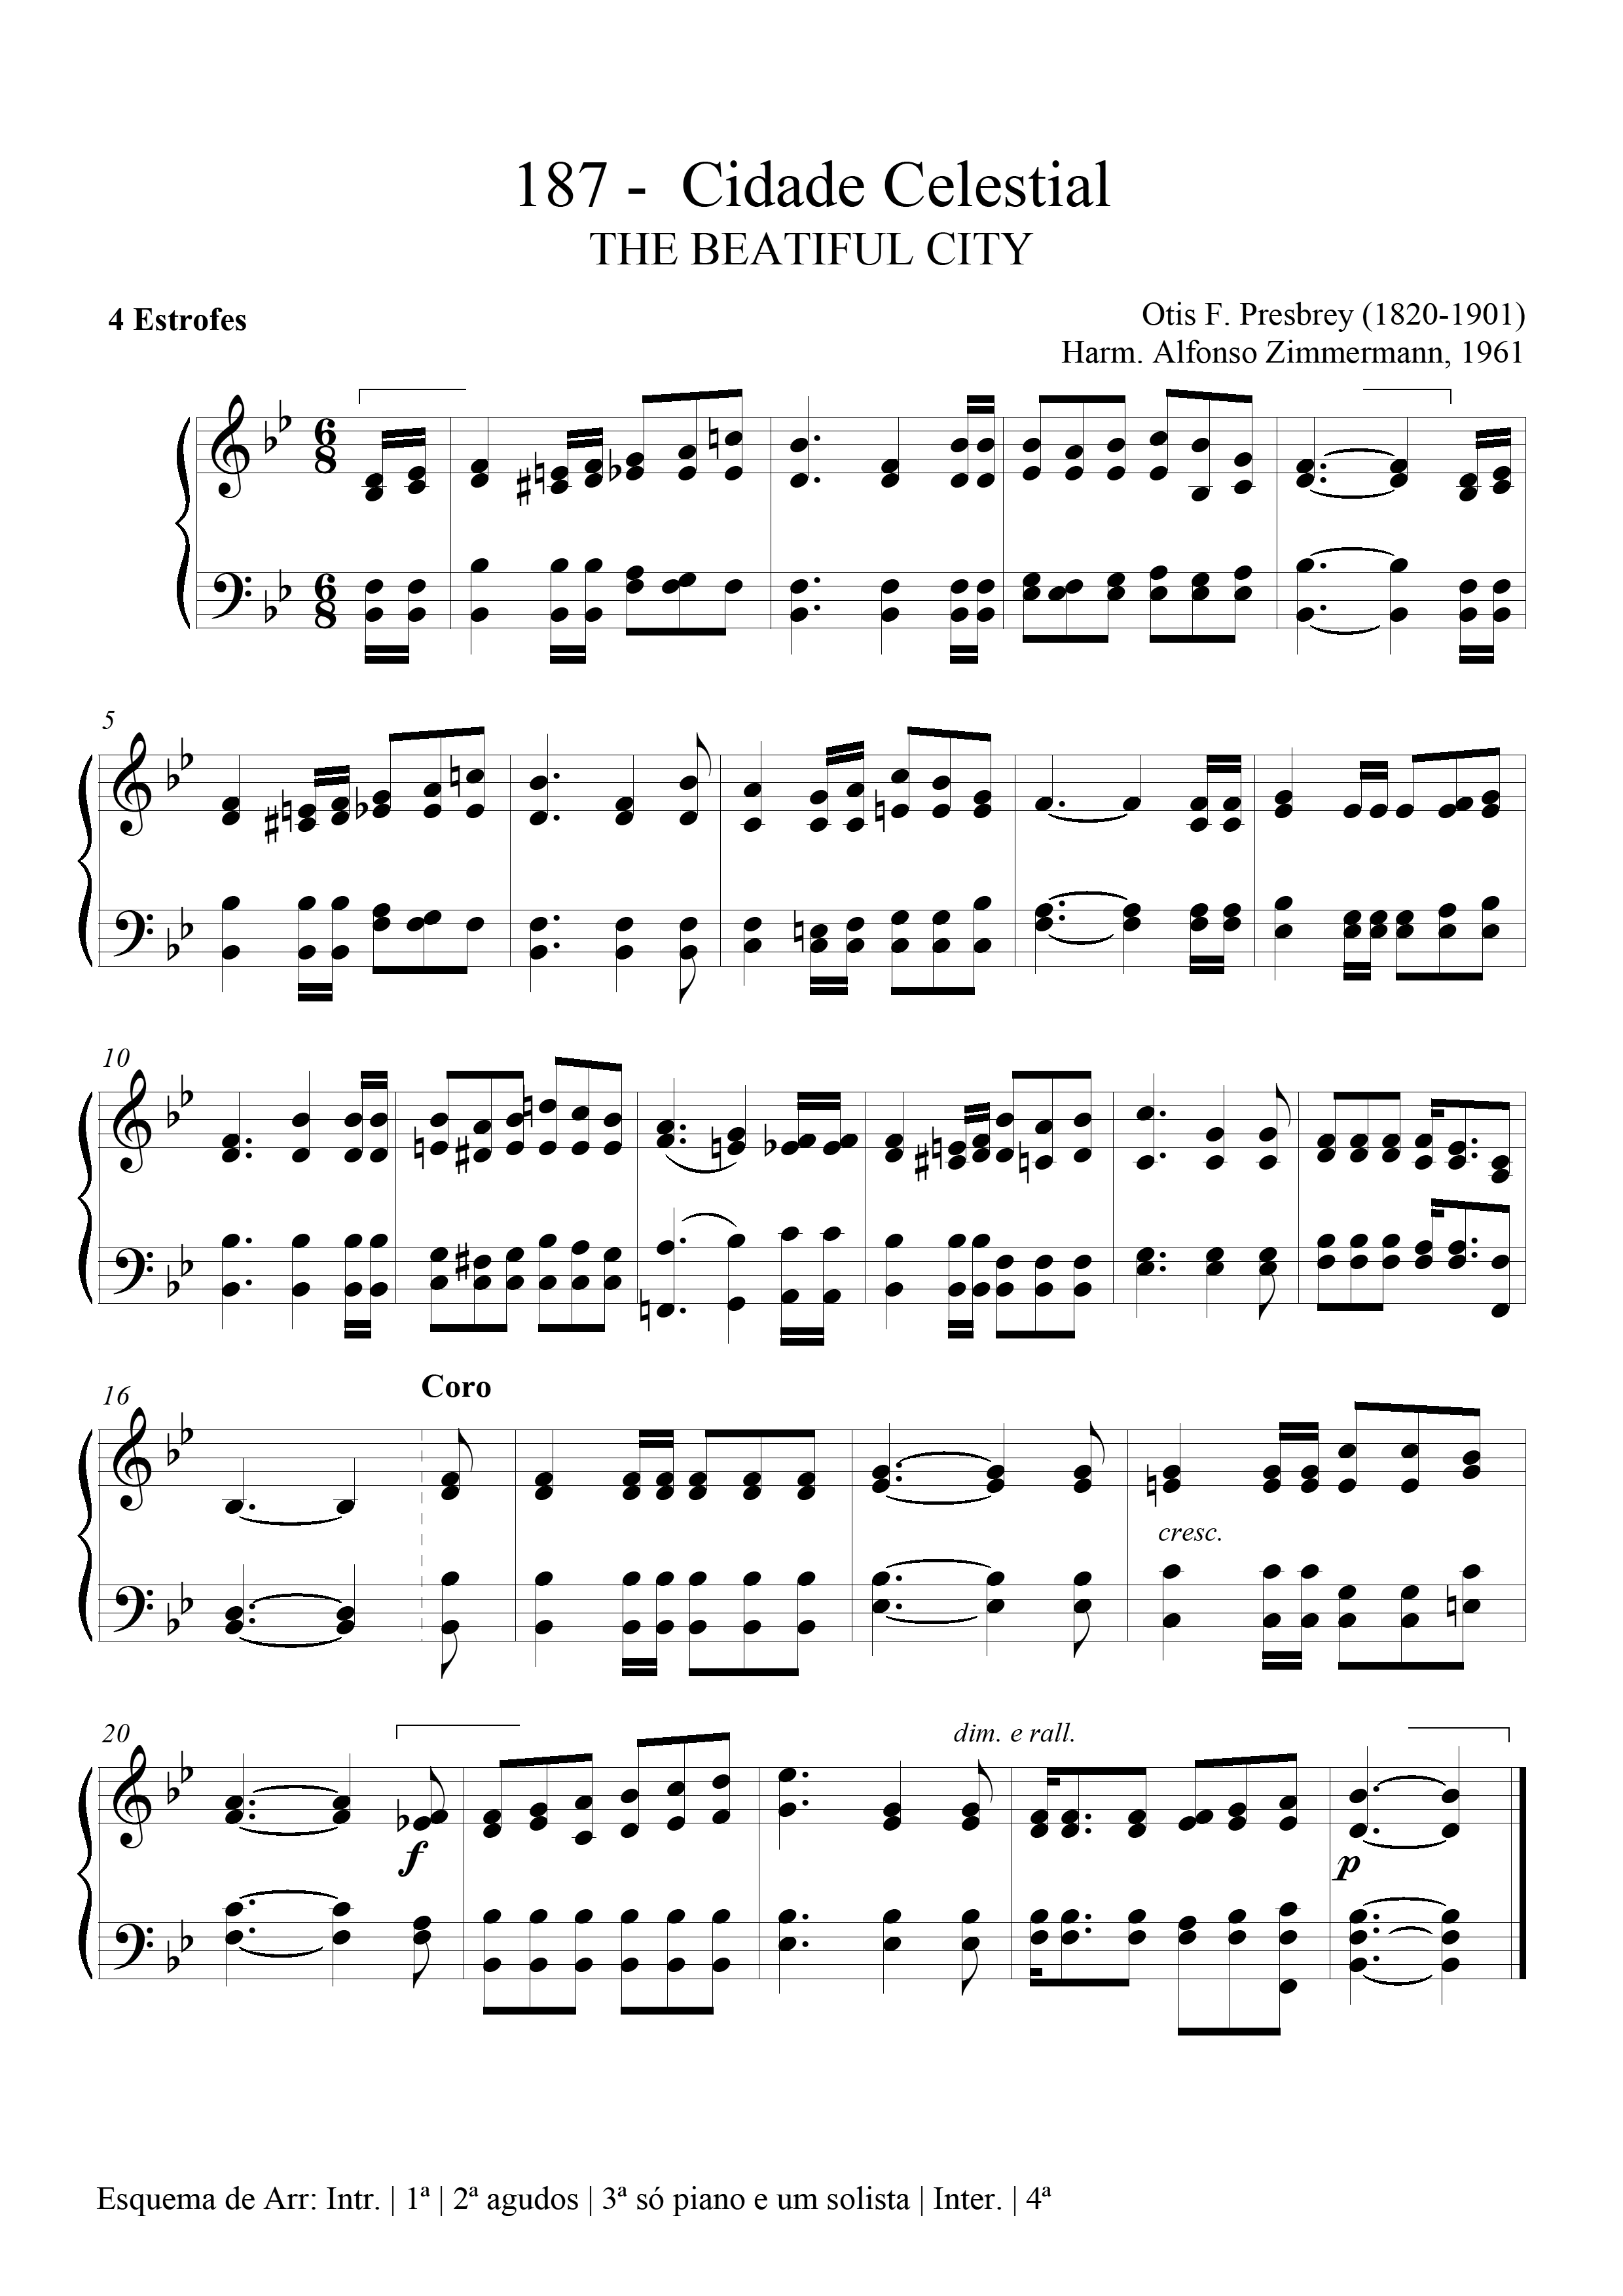 187 - Cidade Celestial
THE BEATIFUL CITY
4 Estrofes
Otis F. Presbrey (1820-1901)
Harm. Alfonso Zimmermann, 1961
6
8
6
8
5
10
16
Coro
cresc.
20
dim. e rall.
f
p
Esquema de Arr: Intr. | 1ª | 2ª agudos | 3ª só piano e um solista | Inter. | 4ª